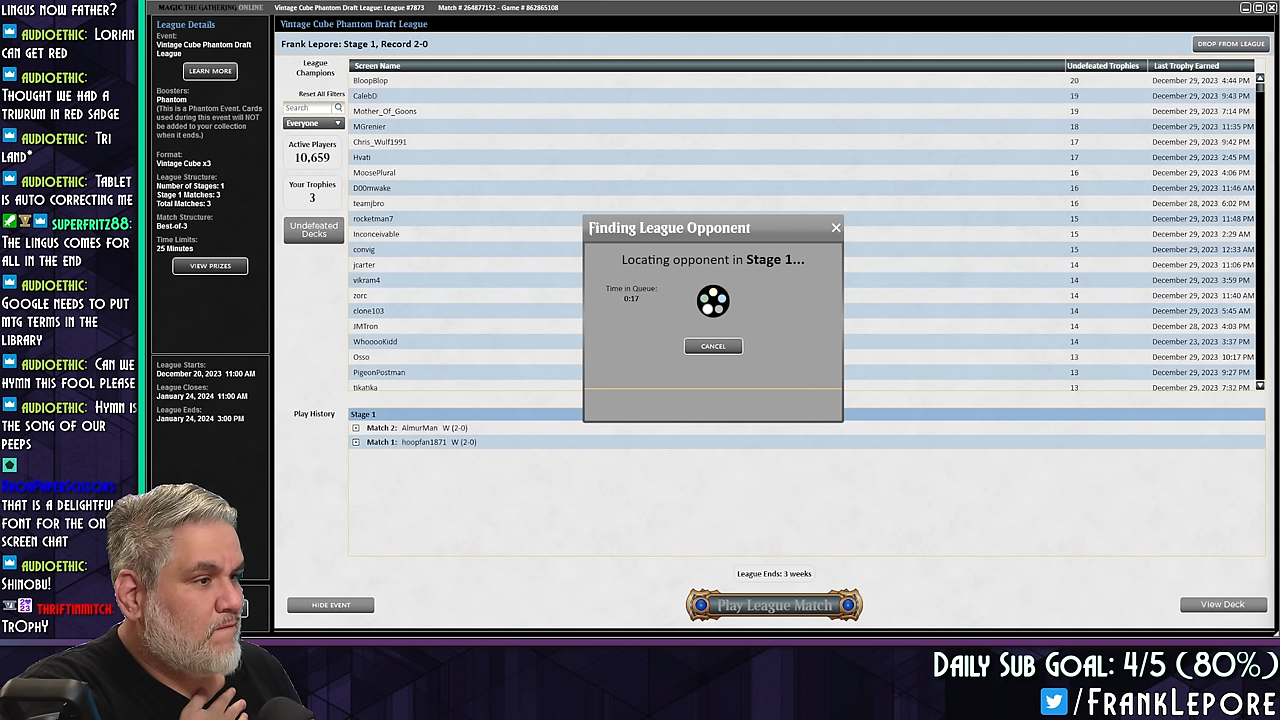 LINGUS NOW FATHER?
AUDIOETHIC: LORIAN
CAN GET RED
AUDIOETHIC:
THOUGHT WE HAD A
TRIURUM IN RED SADGE
AUDIOETHIC: TRI
LAND*
AUDIOETHIC: TABLET
IS AUTO CORRECTING ME
SUPERFRITZ88:
THE LINGUS COMES FOR
ALL IN THE END
AUDIOETHIC:
GOOGLE NEEDS TO PUT
MTG TERMS IN THE
LIBRARY
AUDIOETHIC: CAN WE
HYMN THIS FOOL PLEASE
AUDIOETHIC: HYMN IS
THE SONG OF OUR
PEEPS
THAT IS A DELIGHTFUL
FONT FOR THE ON
SCREEN CHAT
AUDIOETHIC:
SHINOBU!
THRIFTINMITCH:
TROPHY
MAGIC THE GATHERING ONLINE
Vintage Cube Phantom Draft League: League #7873 Match # 264877152 - Game # 862865108
League Details
Event:
Vintage Cube Phantom Draft
League
LEARN MORE
Boosters:
Phantom
(This is a Phantom Event. Cards
used during this event will NOT
be added to your collection
when it ends.)
Format:
Vintage Cube x3
League Structure:
Number of Stages: 1
Stage 1 Matches: 3
Total Matches: 3
Match Structure:
Best-of-3
Time Limits:
25 Minutes
VIEW PRIZES
League Starts:
December 20, 2023 11:00 AM
League Closes:
January 24, 2024 11:00 AM
League Ends:
January 24, 2024 3:00 PM
Vintage Cube Phantom Draft League
Frank Lepore: Stage 1, Record 2-0
DROP FROM LEAGUE
League
Champions
Reset All Filters
Search
Everyone
Active Players
10,659
Your Trophies
3
Undefeated
Decks
Screen Name Undefeated Trophies Last Trophy Earned
BloopBlop 20 December 29, 2023 4:44 PM
CalebD 19 December 29, 2023 9:43 PM
Mother_Of_Goons 19 December 29, 2023 7:14 PM
MGrenier 18 December 29, 2023 11:35 PM
Chris_Wulf1991 17 December 29, 2023 9:42 PM
Hvati 17 December 29, 2023 2:45 PM
MoosePlural 16 December 29, 2023 4:06 PM
D00mwake 16 December 29, 2023 11:46 AM
teamjbro 16 December 28, 2023 6:02 PM
rocketman7 15 December 29, 2023 11:48 PM
Inconceivable 15 December 29, 2023 2:29 AM
convig 15 December 29, 2023 12:33 AM
jcarter 14 December 29, 2023 11:06 PM
vikram4 14 December 29, 2023 3:59 PM
zorc 14 December 29, 2023 11:40 AM
clone103 14 December 29, 2023 5:45 AM
JMTron 14 December 28, 2023 4:03 PM
WhooooKidd 14 December 23, 2023 3:37 PM
Osso 13 December 29, 2023 10:17 PM
PigeonPostman 13 December 29, 2023 9:27 PM
tikatika 13 December 29, 2023 7:32 PM
Finding League Opponent
Locating opponent in Stage 1...
Time in Queue:
0:17
CANCEL
Play History
Stage 1
Match 2: AlmurMan W (2-0)
Match 1: hoopfan1871 W (2-0)
League Ends: 3 weeks
HIDE EVENT
Play League Match
View Deck
DAILY SUB GOAL: 4/5 (80%)
/FRANKLEPORE